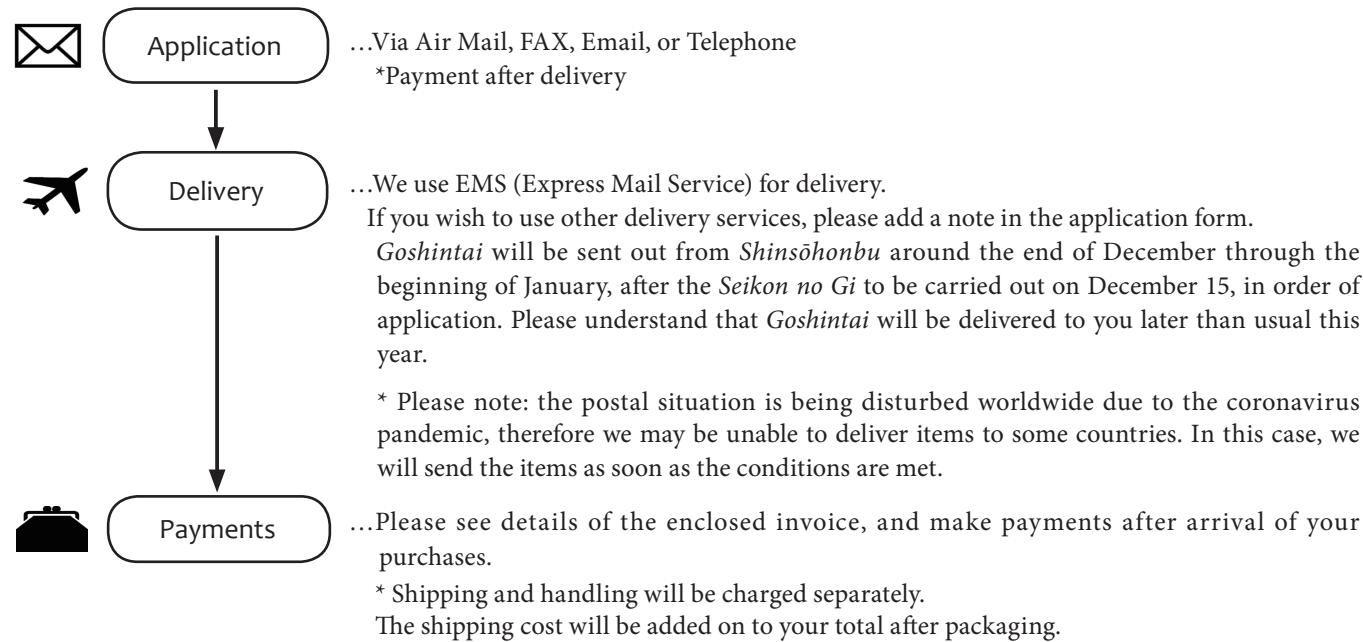 Application
…Via Air Mail, FAX, Email, or Telephone
*Payment after delivery
Delivery
…We use EMS (Express Mail Service) for delivery.
If you wish to use other delivery services, please add a note in the application form.
Goshintai will be sent out from Shinsōhonbu around the end of December through the
beginning of January, after the Seikon no Gi to be carried out on December 15, in order of
application. Please understand that Goshintai will be delivered to you later than usual this
year.
* Please note: the postal situation is being disturbed worldwide due to the coronavirus
pandemic, therefore we may be unable to deliver items to some countries. In this case, we
will send the items as soon as the conditions are met.
Payments
…Please see details of the enclosed invoice, and make payments after arrival of your
purchases.
* Shipping and handling will be charged separately.
The shipping cost will be added on to your total after packaging.